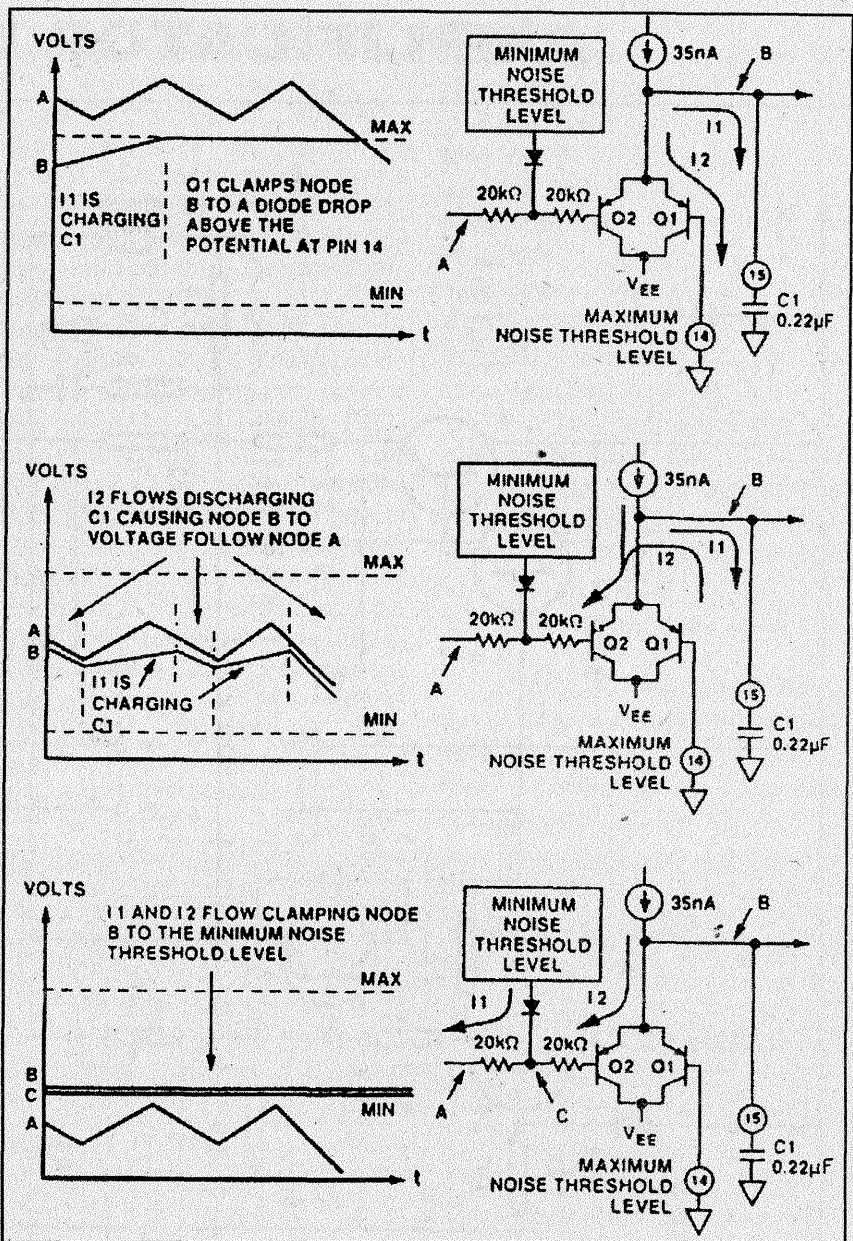 VOLTS
A
B
MAX
I1 IS
CHARGING
C1
Q1 CLAMPS NODE
B TO A DIODE DROP
ABOVE THE
POTENTIAL AT PIN 14
MIN
t
MINIMUM
NOISE
THRESHOLD
LEVEL
35nA
B
I1
I2
20kΩ
20kΩ
Q2
Q1
A
VEE
MAXIMUM
NOISE THRESHOLD
LEVEL
14
15
C1
0.22µF
VOLTS
I2 FLOWS DISCHARGING
C1 CAUSING NODE B TO
VOLTAGE FOLLOW NODE A
MAX
A
B
I1 IS
CHARGING
C1
MIN
t
MINIMUM
NOISE
THRESHOLD
LEVEL
35nA
B
I1
I2
20kΩ
20kΩ
Q2
Q1
A
VEE
MAXIMUM
NOISE THRESHOLD
LEVEL
14
15
C1
0.22µF
VOLTS
I1 AND I2 FLOW CLAMPING NODE
B TO THE MINIMUM NOISE
THRESHOLD LEVEL
MAX
B
C
MIN
A
t
MINIMUM
NOISE
THRESHOLD
LEVEL
35nA
B
I1
I2
20kΩ
20kΩ
Q2
Q1
A
C
VEE
MAXIMUM
NOISE THRESHOLD
LEVEL
14
15
C1
0.22µF